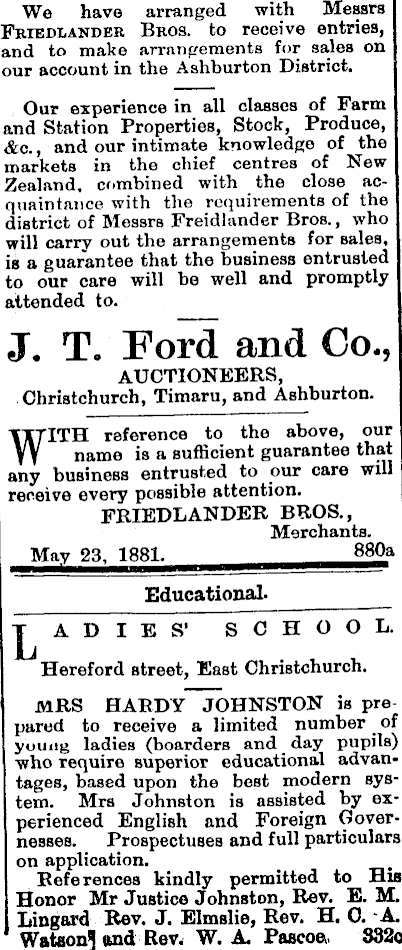 We have arranged with Messrs
FRIEDLANDER BROS. to receive entries,
and to make arrangements for sales on
our account in the Ashburton District.
Our experience in all classes of Farm
and Station Properties, Stock, Produce,
&c., and our intimate knowledge of the
markets in the chief centres of New
Zealand, combined with the close ac-
quaintance with the requirements of the
district of Messrs Freidlander Bros., who
will carry out the arrangements for sales,
is a guarantee that the business entrusted
to our care will be well and promptly
attended to.
J. T. Ford and Co.,
AUCTIONEERS,
Christchurch, Timaru, and Ashburton.
WITH reference to the above, our
name is a sufficient guarantee that
any business entrusted to our care will
receive every possible attention.
FRIEDLANDER BROS.,
Merchants.
May 23, 1881. 880a
Educational.
LADIES' SCHOOL.
Hereford street, East Christchurch.
MRS HARDY JOHNSTON is pre-
pared to receive a limited number of
young ladies (boarders and day pupils)
who require superior educational advan-
tages, based upon the best modern sys-
tem. Mrs Johnston is assisted by ex-
perienced English and Foreign Gover-
nesses. Prospectuses and full particulars
on application.
References kindly permitted to His
Honor Mr Justice Johnston, Rev. E. M.
Lingard Rev. J. Elmslie, Rev. H. C. A.
Watson and Rev. W. A. Pascoe, 332c